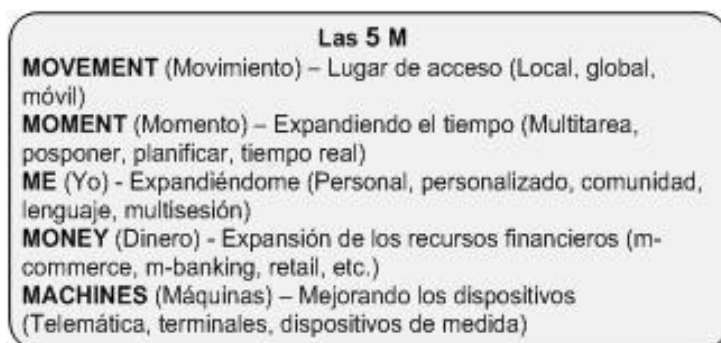 Las 5 M
MOVEMENT (Movimiento) – Lugar de acceso (Local, global,
móvil)
MOMENT (Momento) – Expandiendo el tiempo (Multitarea,
posponer, planificar, tiempo real)
ME (Yo) - Expandiéndome (Personal, personalizado, comunidad,
lenguaje, multisesión)
MONEY (Dinero) - Expansión de los recursos financieros (m-
commerce, m-banking, retail, etc.)
MACHINES (Máquinas) – Mejorando los dispositivos
(Telemática, terminales, dispositivos de medida)